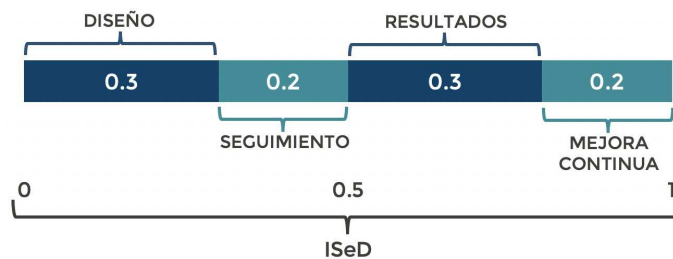 DISEÑO
RESULTADOS
0.3
0.2
0.3
0.2
SEGUIMIENTO
MEJORA
CONTINUA
0
0.5
1
ISeD